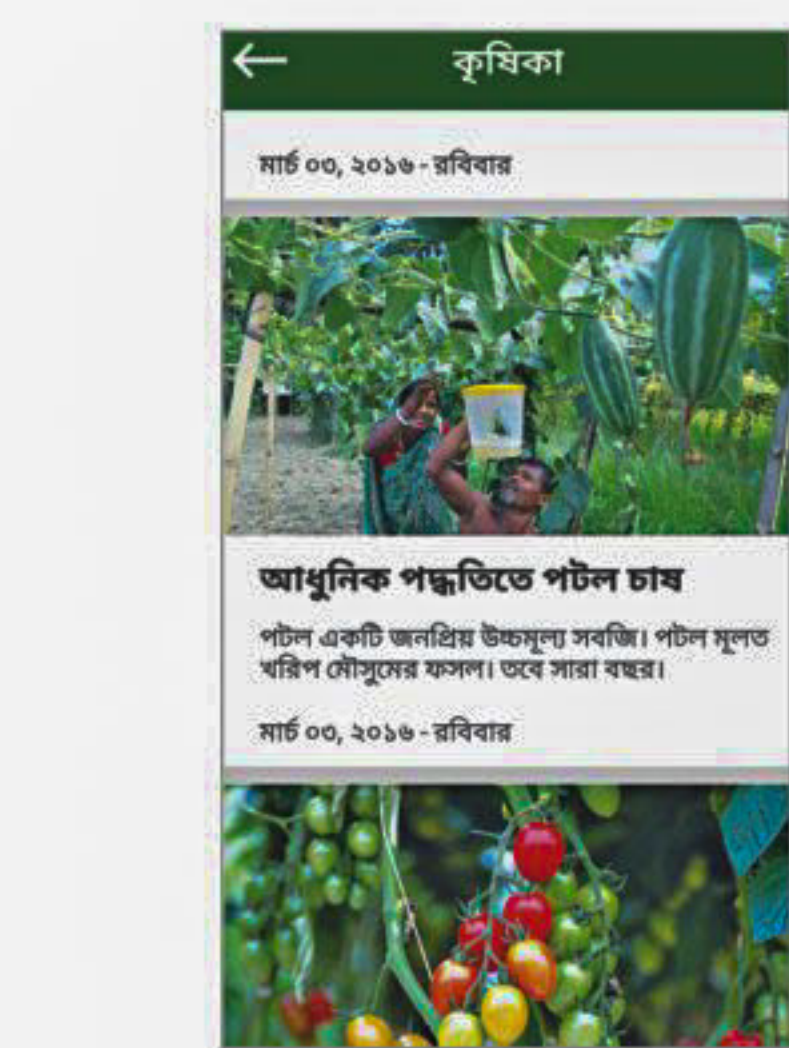 কৃষিকা
মার্চ ০৩, ২০১৬ - রবিবার
আধুনিক পদ্ধতিতে পটল চাষ
পটল একটি জনপ্রিয় উচ্চমূল্য সবজি। পটল মূলত
খরিপ মৌসুমের ফসল। তবে সারা বছর।
মার্চ ০৩, ২০১৬ - রবিবার